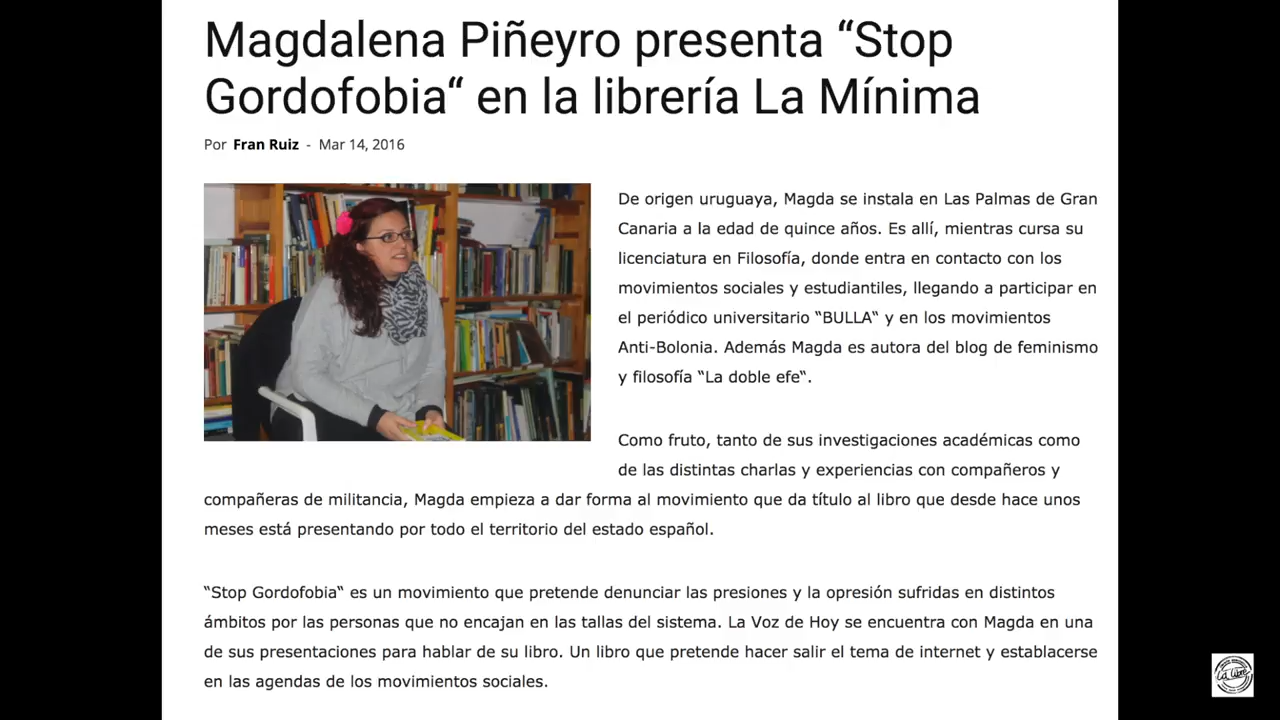 Magdalena Piñeyro presenta “Stop
Gordofobia“ en la librería La Mínima
Por Fran Ruiz - Mar 14, 2016
De origen uruguaya, Magda se instala en Las Palmas de Gran
Canaria a la edad de quince años. Es allí, mientras cursa su
licenciatura en Filosofía, donde entra en contacto con los
movimientos sociales y estudiantiles, llegando a participar en
el periódico universitario “BULLA“ y en los movimientos
Anti-Bolonia. Además Magda es autora del blog de feminismo
y filosofía “La doble efe“.
Como fruto, tanto de sus investigaciones académicas como
de las distintas charlas y experiencias con compañeros y
compañeras de militancia, Magda empieza a dar forma al movimiento que da título al libro que desde hace unos
meses está presentando por todo el territorio del estado español.
“Stop Gordofobia“ es un movimiento que pretende denunciar las presiones y la opresión sufridas en distintos
ámbitos por las personas que no encajan en las tallas del sistema. La Voz de Hoy se encuentra con Magda en una
de sus presentaciones para hablar de su libro. Un libro que pretende hacer salir el tema de internet y establacerse
en las agendas de los movimientos sociales.
La Libre